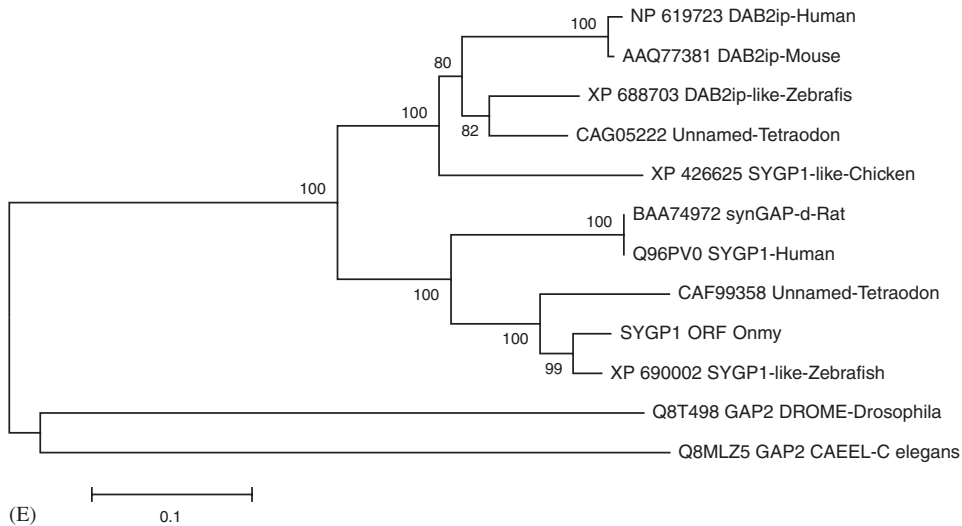 100
NP 619723 DAB2ip-Human
AAQ77381 DAB2ip-Mouse
80
XP 688703 DAB2ip-like-Zebrafis
82
CAG05222 Unnamed-Tetraodon
100
XP 426625 SYGP1-like-Chicken
100
BAA74972 synGAP-d-Rat
100
Q96PV0 SYGP1-Human
100
CAF99358 Unnamed-Tetraodon
100
SYGP1 ORF Onmy
99
XP 690002 SYGP1-like-Zebrafish
Q8T498 GAP2 DROME-Drosophila
Q8MLZ5 GAP2 CAEEL-C elegans
(E)
0.1